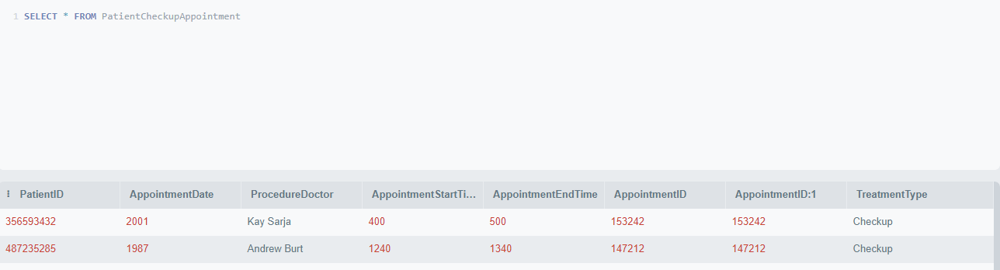 1 SELECT * FROM PatientCheckupAppointment
PatientID AppointmentDate ProcedureDoctor AppointmentStartTi... AppointmentEndTime AppointmentID AppointmentID:1 TreatmentType
356593432 2001 Kay Sarja 400 500 153242 153242 Checkup
487235285 1987 Andrew Burt 1240 1340 147212 147212 Checkup